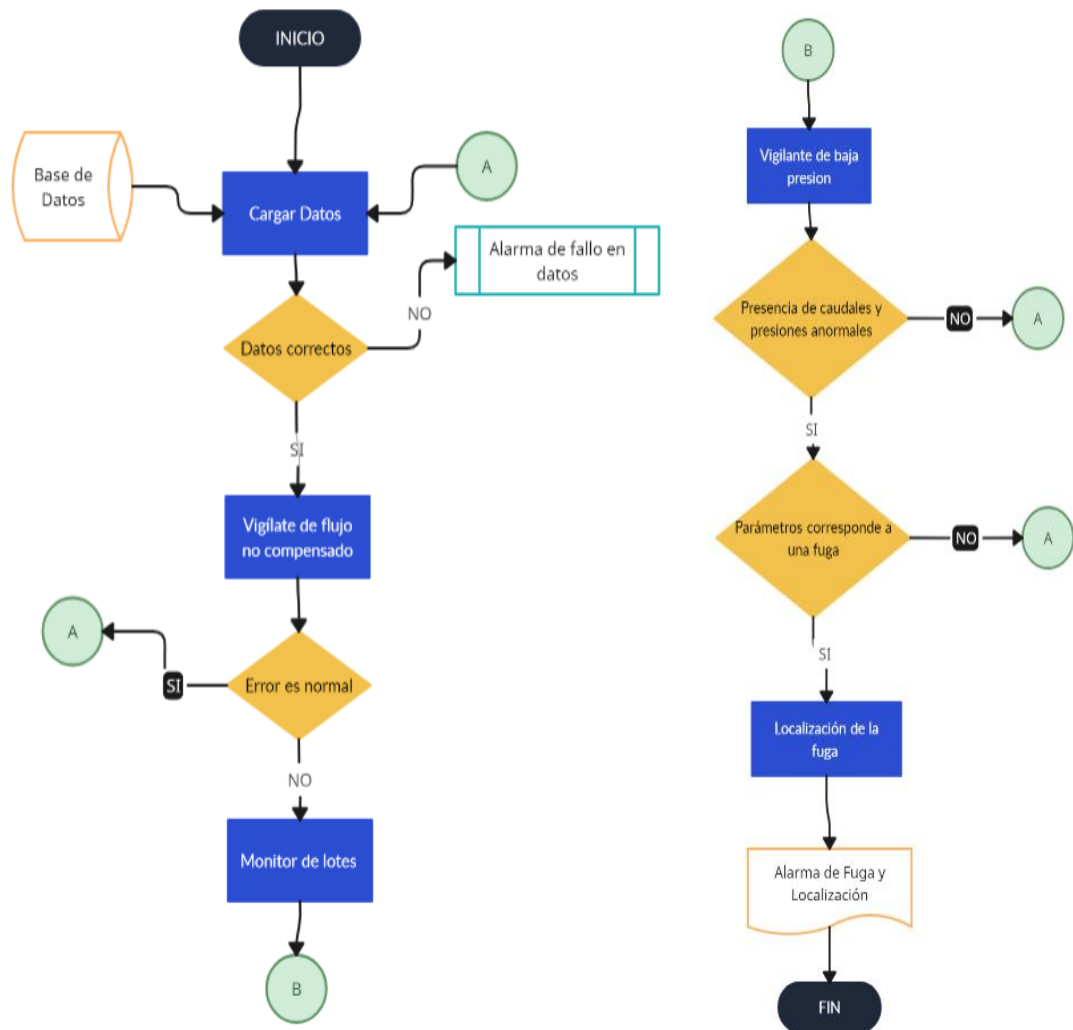 INICIO
Base de
Datos
A
Cargar Datos
Alarma de fallo en
datos
NO
Datos correctos
SI
Vigílate de flujo
no compensado
A
SI
Error es normal
NO
Monitor de lotes
B
B
Vigilante de baja
presion
Presencia de caudales y
presiones anormales
NO
A
SI
Parámetros corresponde a
una fuga
NO
A
SI
Localización de la
fuga
Alarma de Fuga y
Localización
FIN